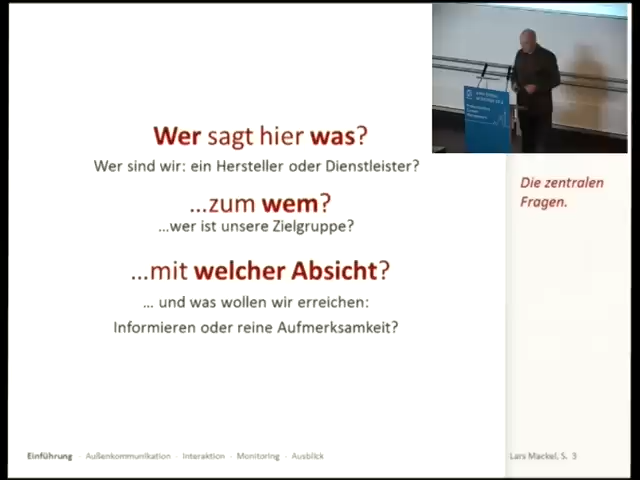 Wer sagt hier was?
Wer sind wir: ein Hersteller oder Dienstleister?
...zum wem?
...wer ist unsere Zielgruppe?
...mit welcher Absicht?
... und was wollen wir erreichen:
Informieren oder reine Aufmerksamkeit?
Die zentralen
Fragen.
Einführung - Außenkommunikation - Interaktion - Monitoring - Ausblick
Lars Mackel, S. 3